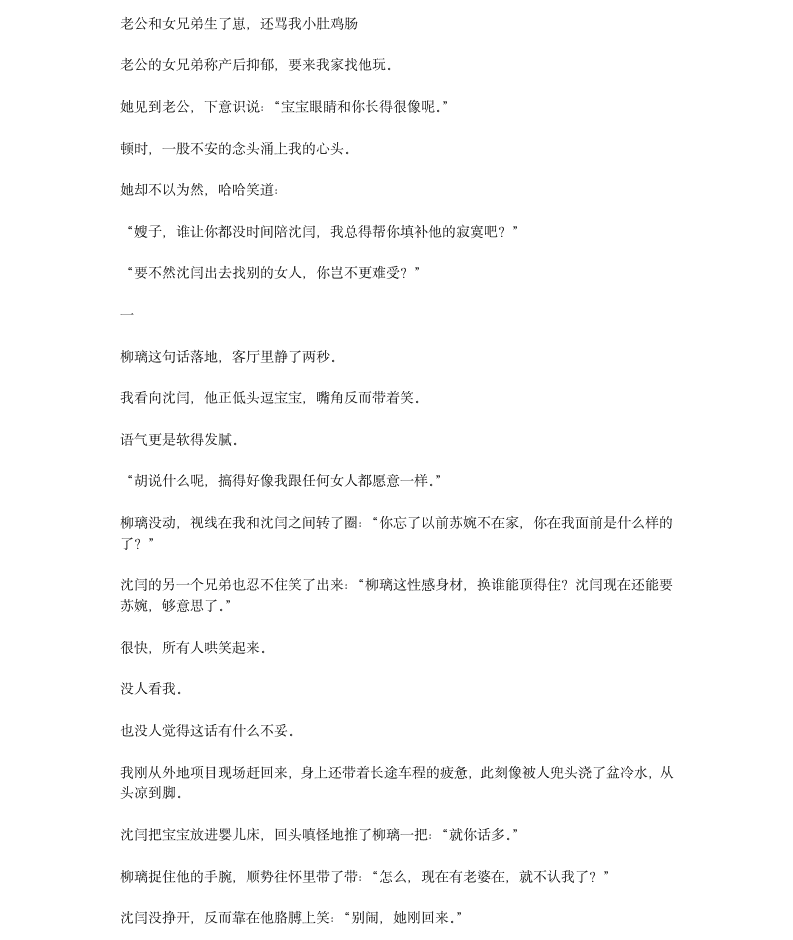 老公和女兄弟生了崽，还骂我小肚鸡肠
老公的女兄弟称产后抑郁，要来我家找他玩.
她见到老公，下意识说：“宝宝眼睛和你长得很像呢.”
顿时，一股不安的念头涌上我的心头.
她却不以为然，哈哈笑道：
“嫂子，谁让你都没时间陪沈闫，我总得帮你填补他的寂寞吧？”
“要不然沈闫出去找别的女人，你岂不更难受？”
一
柳璃这句话落地，客厅里静了两秒.
我看向沈闫，他正低头逗宝宝，嘴角反而带着笑.
语气更是软得发腻.
“胡说什么呢，搞得好像我跟任何女人都愿意一样.”
柳璃没动，视线在我和沈闫之间转了圈：“你忘了以前苏婉不在家，你在我面前是什么样的
了？”
沈闫的另一个兄弟也忍不住笑了出来：“柳璃这性感身材，换谁能顶得住？沈闫现在还能要
苏婉，够意思了.”
很快，所有人哄笑起来.
没人看我.
也没人觉得这话有什么不妥.
我刚从外地项目现场赶回来，身上还带着长途车程的疲惫，此刻像被人兜头浇了盆冷水，从
头凉到脚.
沈闫把宝宝放进婴儿床，回头嗔怪地推了柳璃一把：“就你话多.”
柳璃捉住他的手腕，顺势往怀里带了带：“怎么，现在有老婆在，就不认我了？”
沈闫没挣开，反而靠在他胳膊上笑：“别闹，她刚回来.”